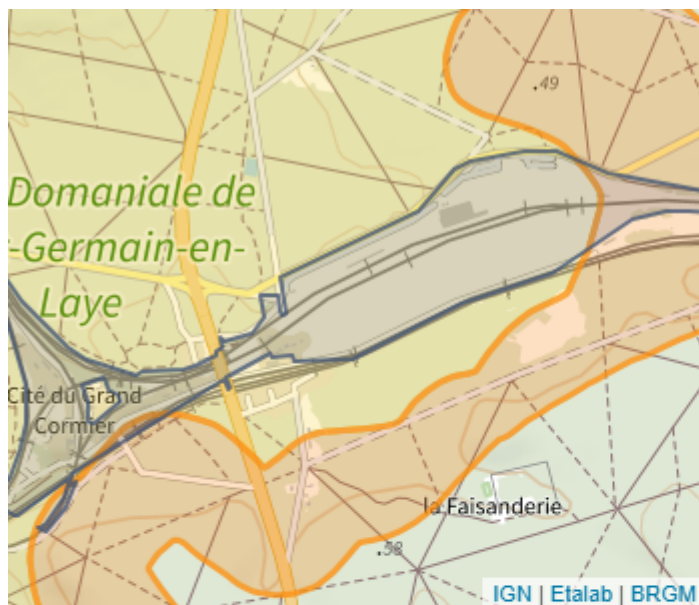 .49
Domaniale de
-Germain-en-
Laye
Cité du Grand
Cormier
la Faisanderie
.58
IGN | Etalab | BRGM